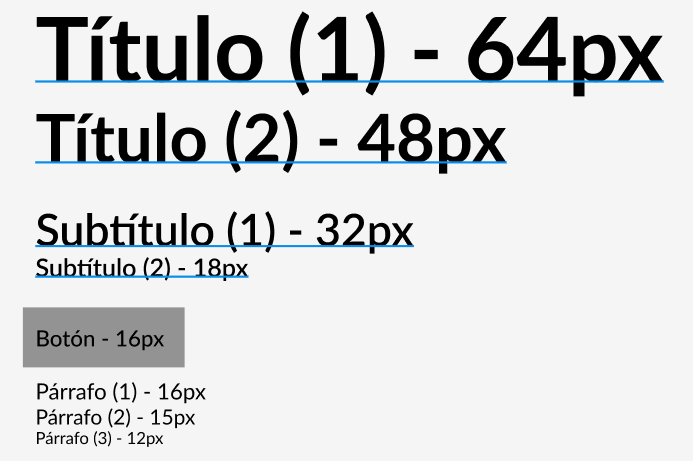 Título (1) - 64px
Título (2) - 48px
Subtítulo (1) - 32px
Subtítulo (2) - 18px
Botón - 16px
Párrafo (1) - 16px
Párrafo (2) - 15px
Párrafo (3) - 12px